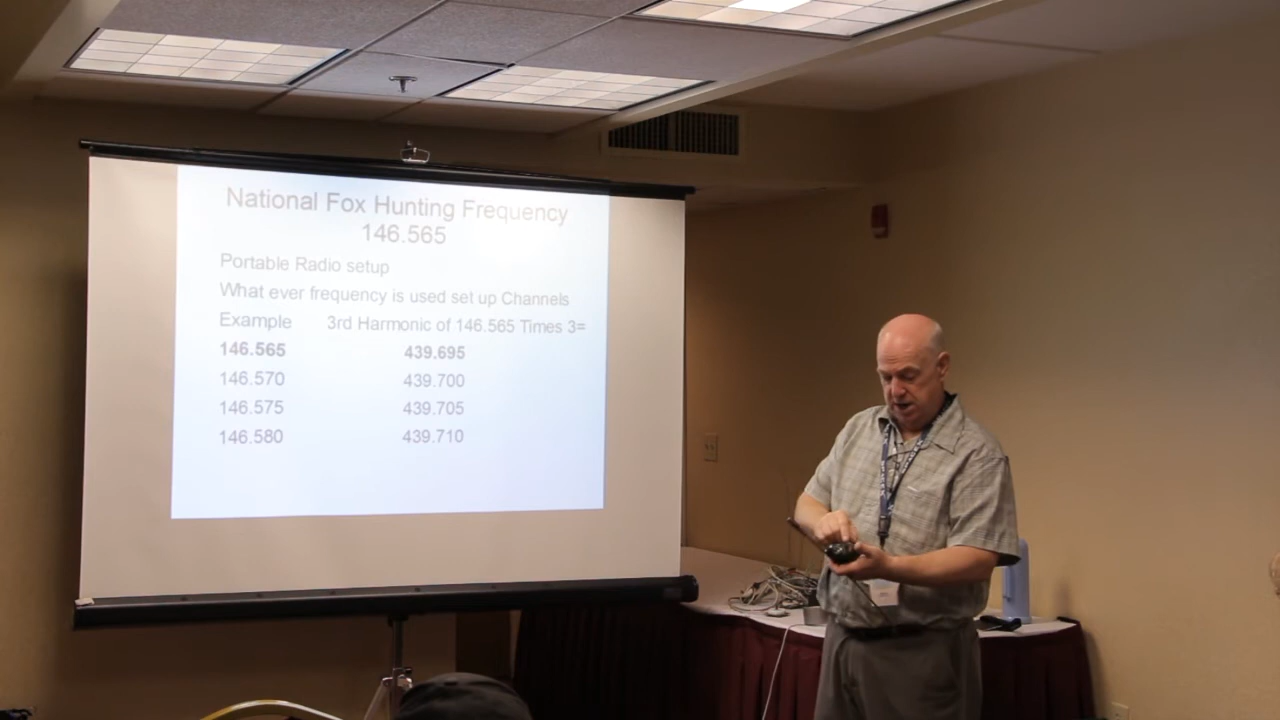 National Fox Hunting Frequency
146.565
Portable Radio setup
What ever frequency is used set up Channels
Example 3rd Harmonic of 146.565 Times 3=
146.565 439.695
146.570 439.700
146.575 439.705
146.580 439.710